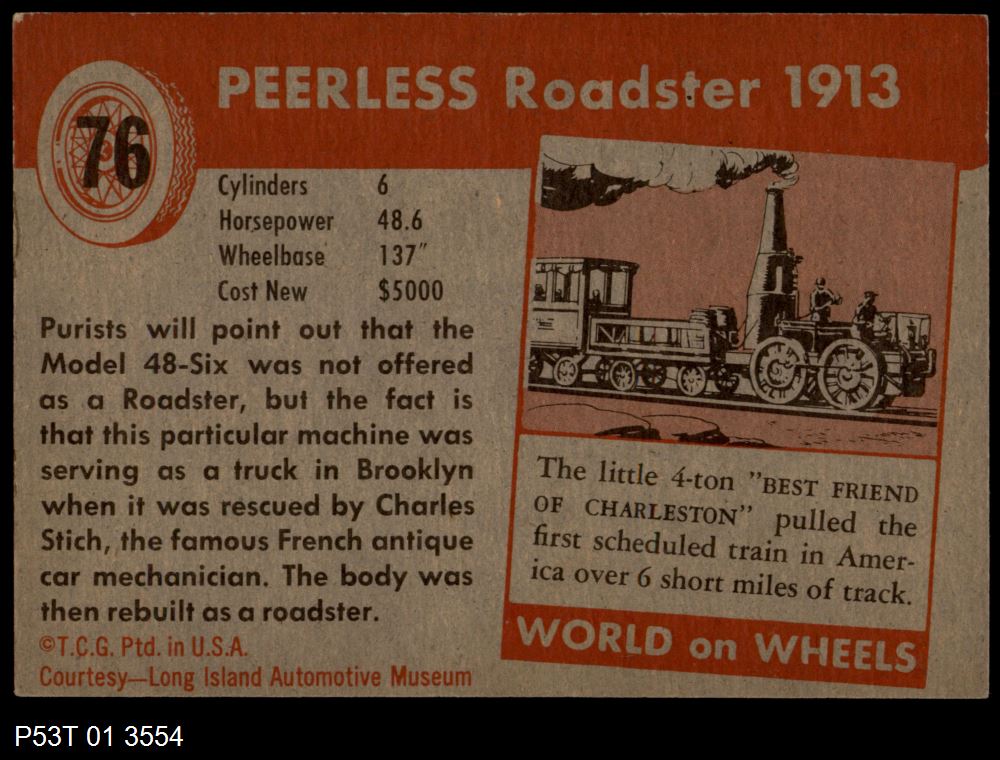 76
PEERLESS Roadster 1913
Cylinders 6
Horsepower 48.6
Wheelbase 137"
Cost New $5000
Purists will point out that the
Model 48-Six was not offered
as a Roadster, but the fact is
that this particular machine was
serving as a truck in Brooklyn
when it was rescued by Charles
Stich, the famous French antique
car mechanician. The body was
then rebuilt as a roadster.
©T.C.G. Ptd. in U.S.A.
Courtesy—Long Island Automotive Museum
The little 4-ton "BEST FRIEND
OF CHARLESTON" pulled the
first scheduled train in Amer-
ica over 6 short miles of track.
WORLD on WHEELS
P53T 01 3554